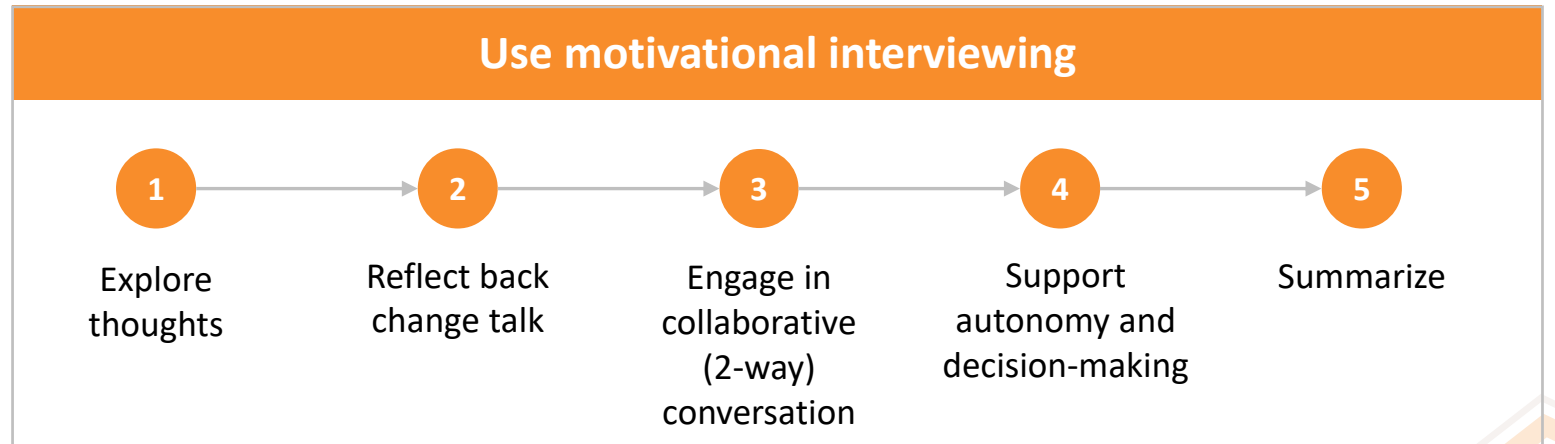 Use motivational interviewing
1
2
3
4
5
Explore
thoughts
Reflect back
change talk
Engage in
collaborative
(2-way)
conversation
Support
autonomy and
decision-making
Summarize